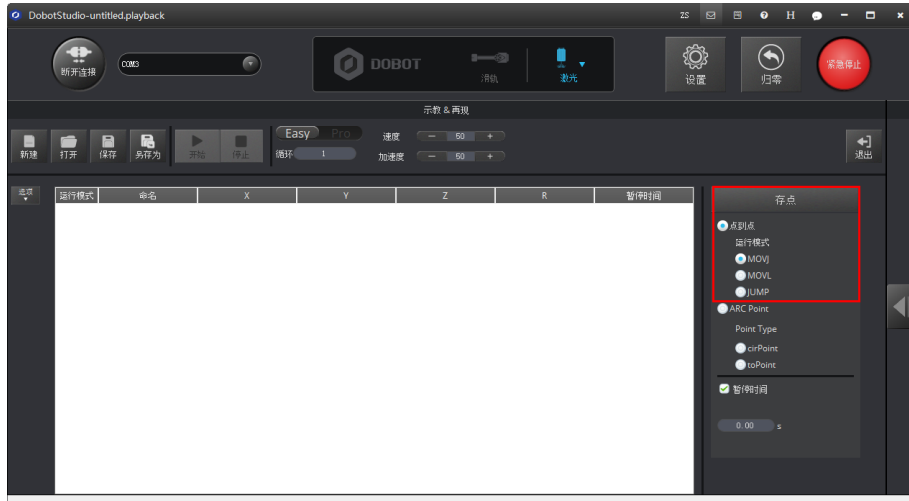 DobotStudio-untitled.playback
ZS
H
断开连接
COM3
DOBOT
滑轨
激光
设置
归零
紧急停止
示教 & 再现
新建
打开
保存
另存为
开始
停止
Easy
Pro
循环
1
速度
— 50 +
加速度
— 50 +
退出
选项
运行模式 命名 X Y Z R 暂停时间
存点
点到点
运行模式
MOVJ
MOVL
JUMP
ARC Point
Point Type
cirPoint
toPoint
暂停时间
0.00 s